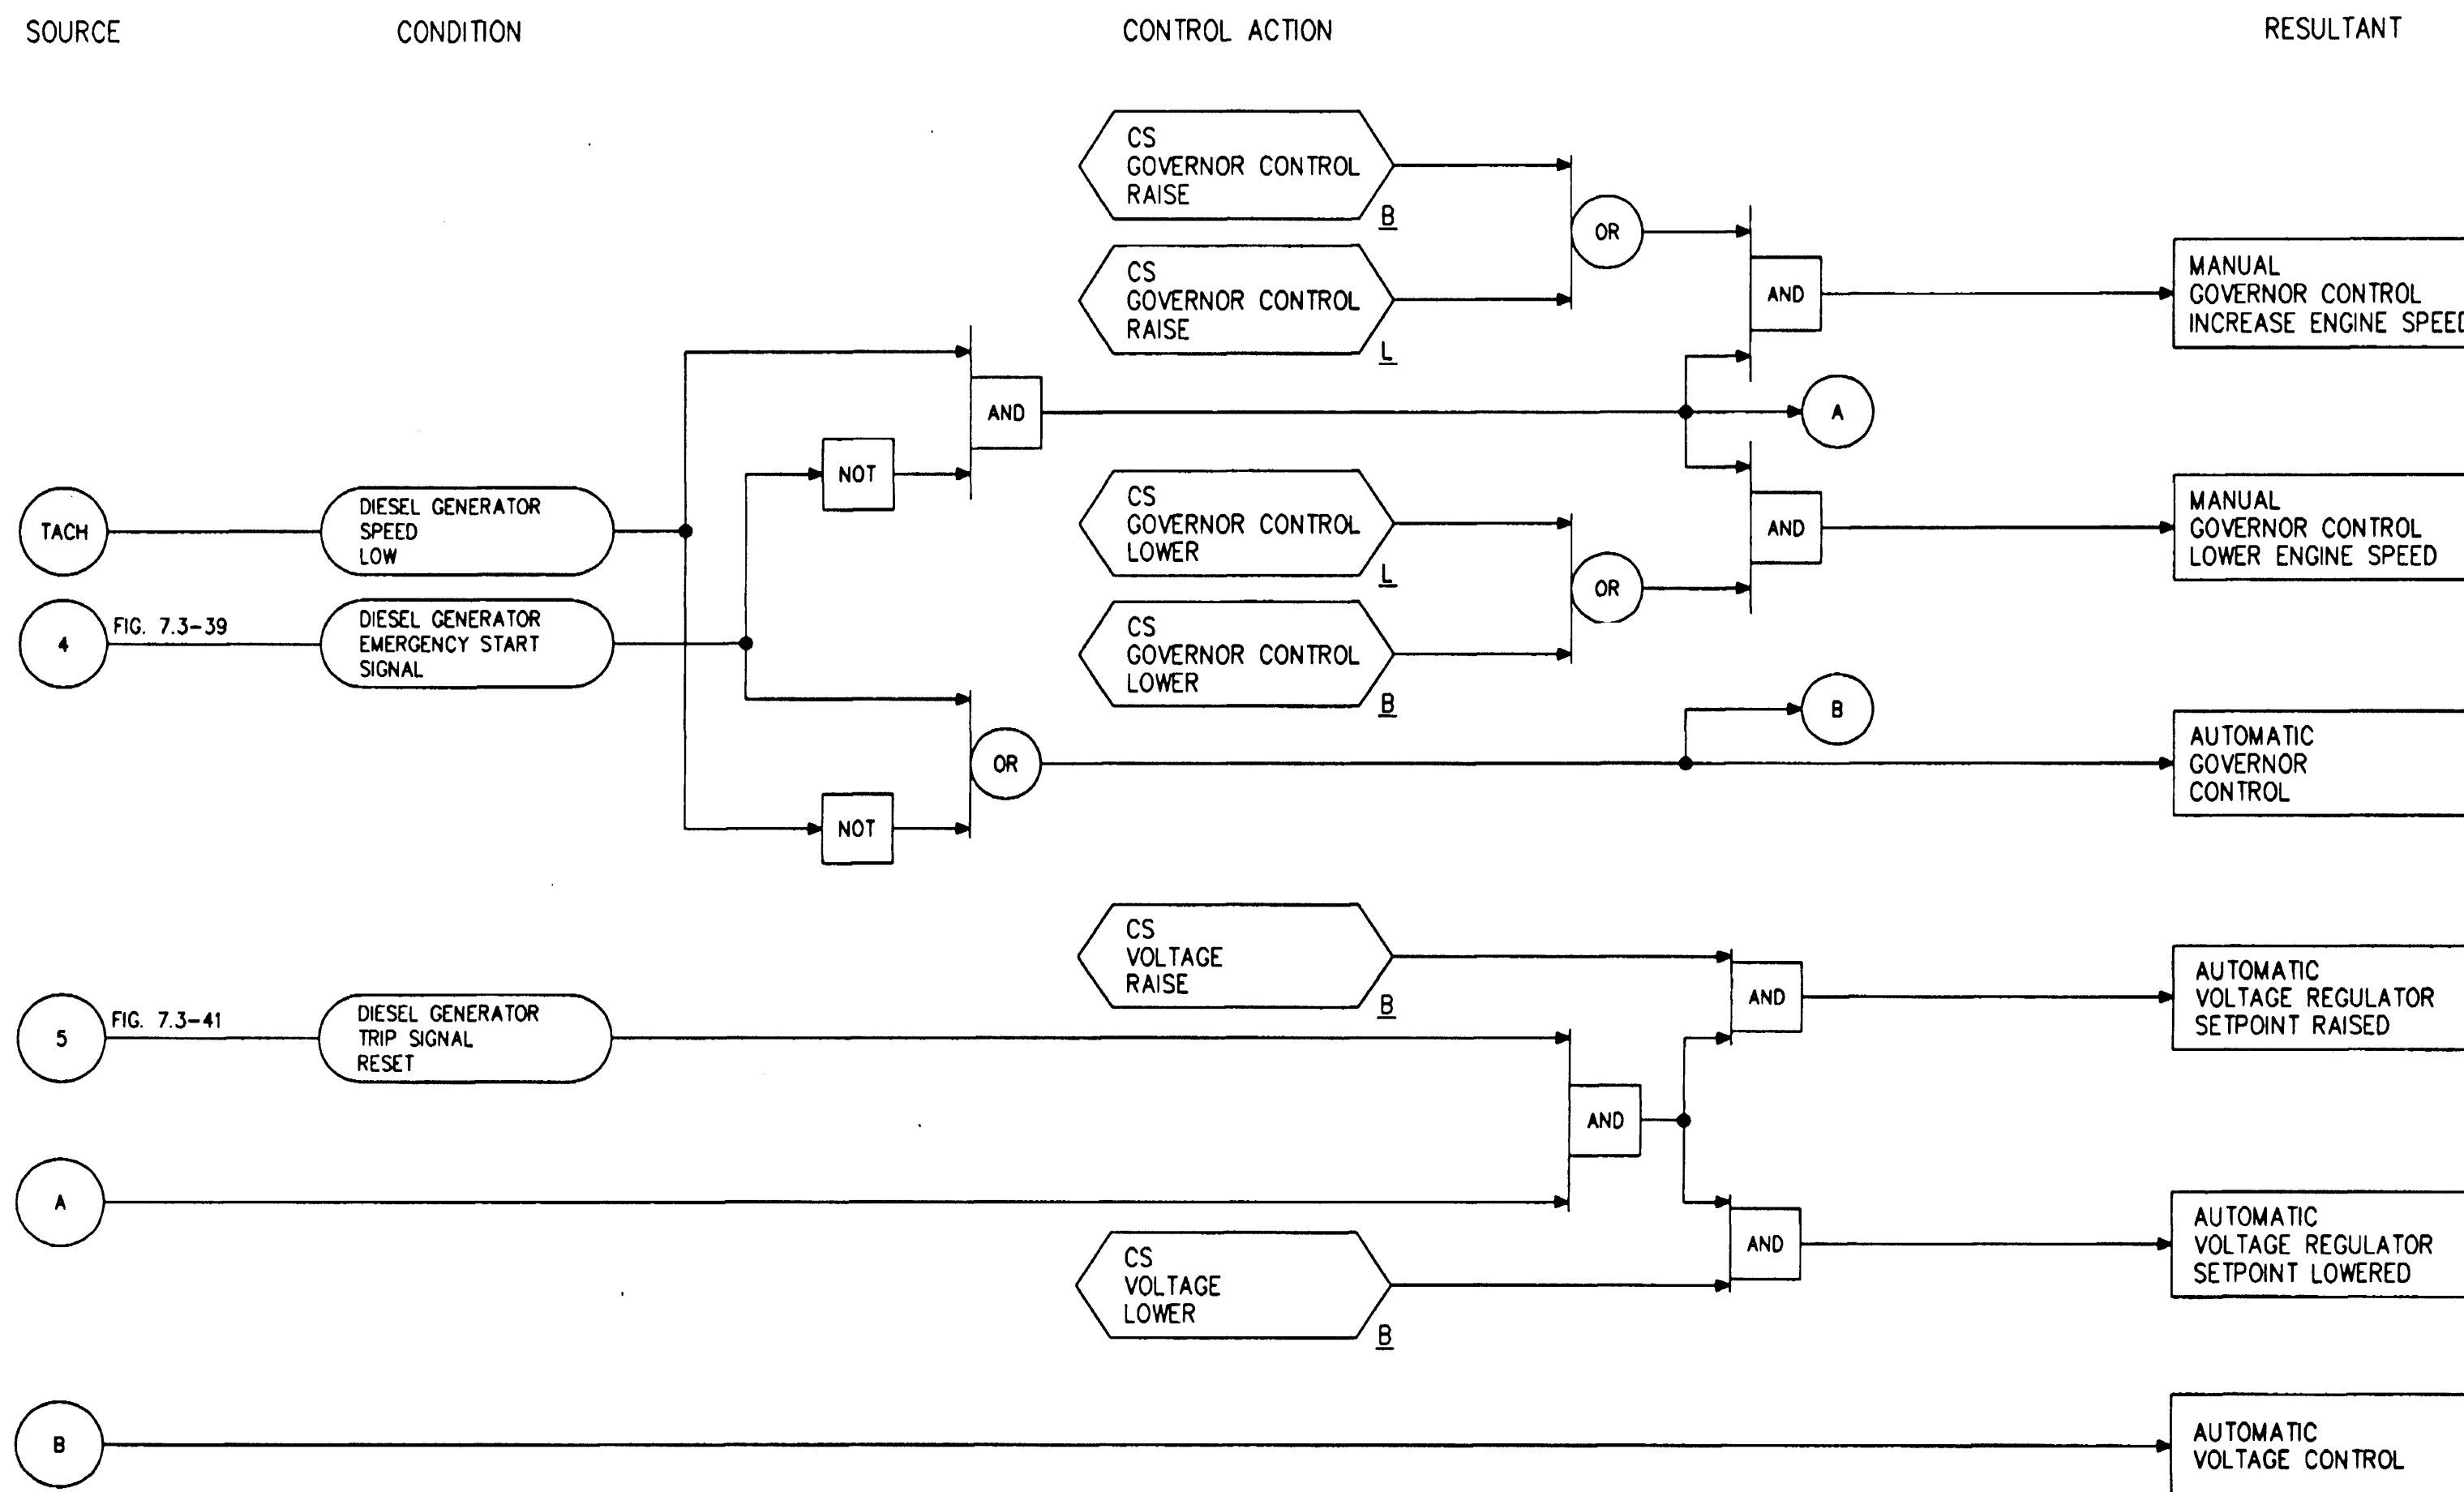 SOURCE
CONDITION
CONTROL ACTION
RESULTANT
CS
GOVERNOR CONTROL
RAISE
B
OR
CS
GOVERNOR CONTROL
RAISE
L
AND
MANUAL
GOVERNOR CONTROL
INCREASE ENGINE SPEED
AND
A
NOT
TACH
DIESEL GENERATOR
SPEED
LOW
CS
GOVERNOR CONTROL
LOWER
L
AND
MANUAL
GOVERNOR CONTROL
LOWER ENGINE SPEED
OR
4
FIG. 7.3-39
DIESEL GENERATOR
EMERGENCY START
SIGNAL
CS
GOVERNOR CONTROL
LOWER
B
B
OR
AUTOMATIC
GOVERNOR
CONTROL
NOT
CS
VOLTAGE
RAISE
B
AND
AUTOMATIC
VOLTAGE REGULATOR
SETPOINT RAISED
5
FIG. 7.3-41
DIESEL GENERATOR
TRIP SIGNAL
RESET
AND
A
CS
VOLTAGE
LOWER
B
AND
AUTOMATIC
VOLTAGE REGULATOR
SETPOINT LOWERED
B
AUTOMATIC
VOLTAGE CONTROL